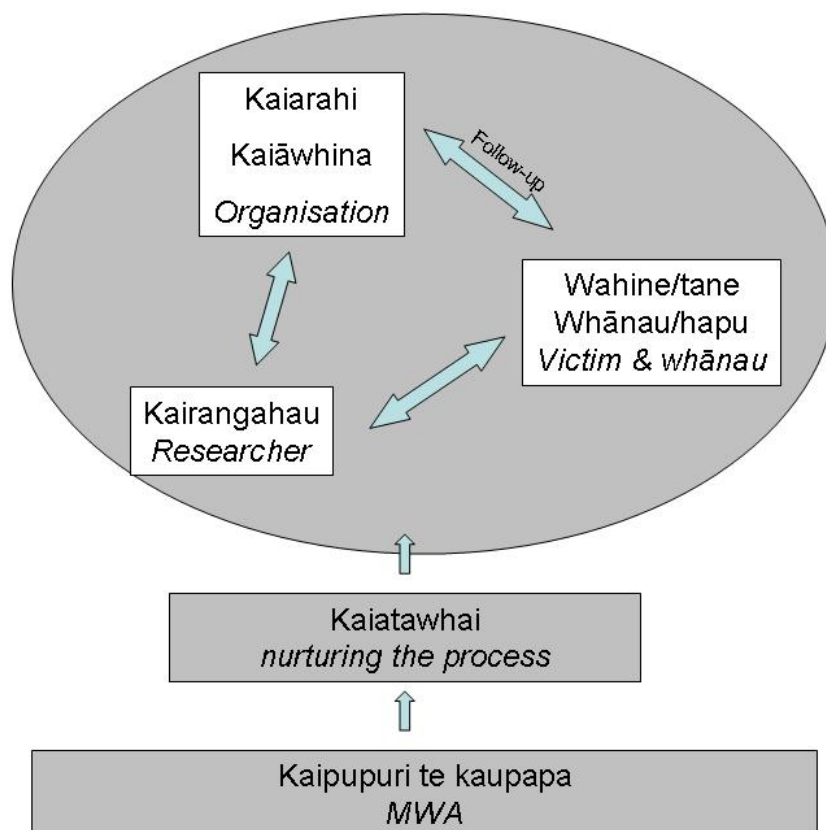 Kaiarahi
Kaiāwhina
Organisation
Follow-up
Wahine/tane
Whānau/hapu
Victim & whānau
Kairangahau
Researcher
Kaiatawhai
nurturing the process
Kaipupuri te kaupapa
MWA